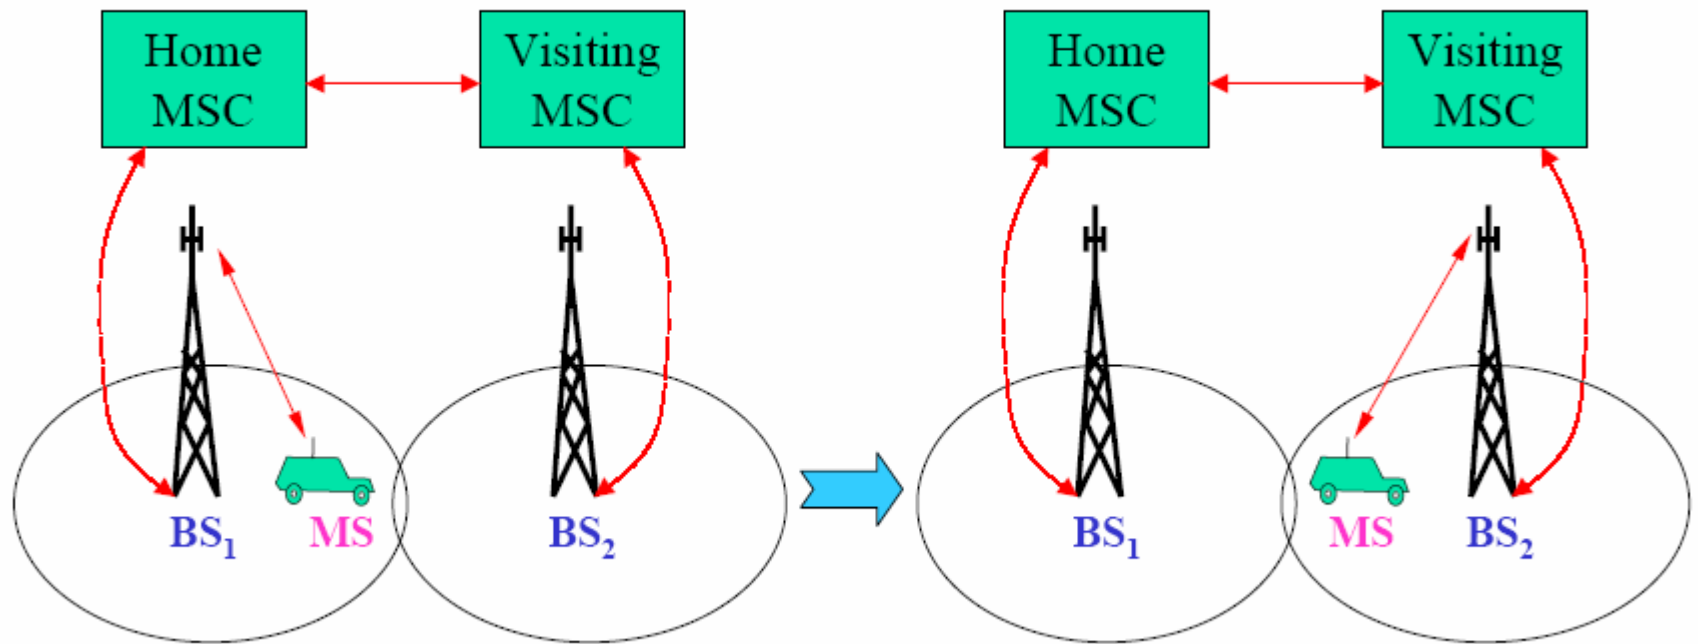 Home
MSC
Visiting
MSC
BS1
MS
BS2
Home
MSC
Visiting
MSC
BS1
MS
BS2